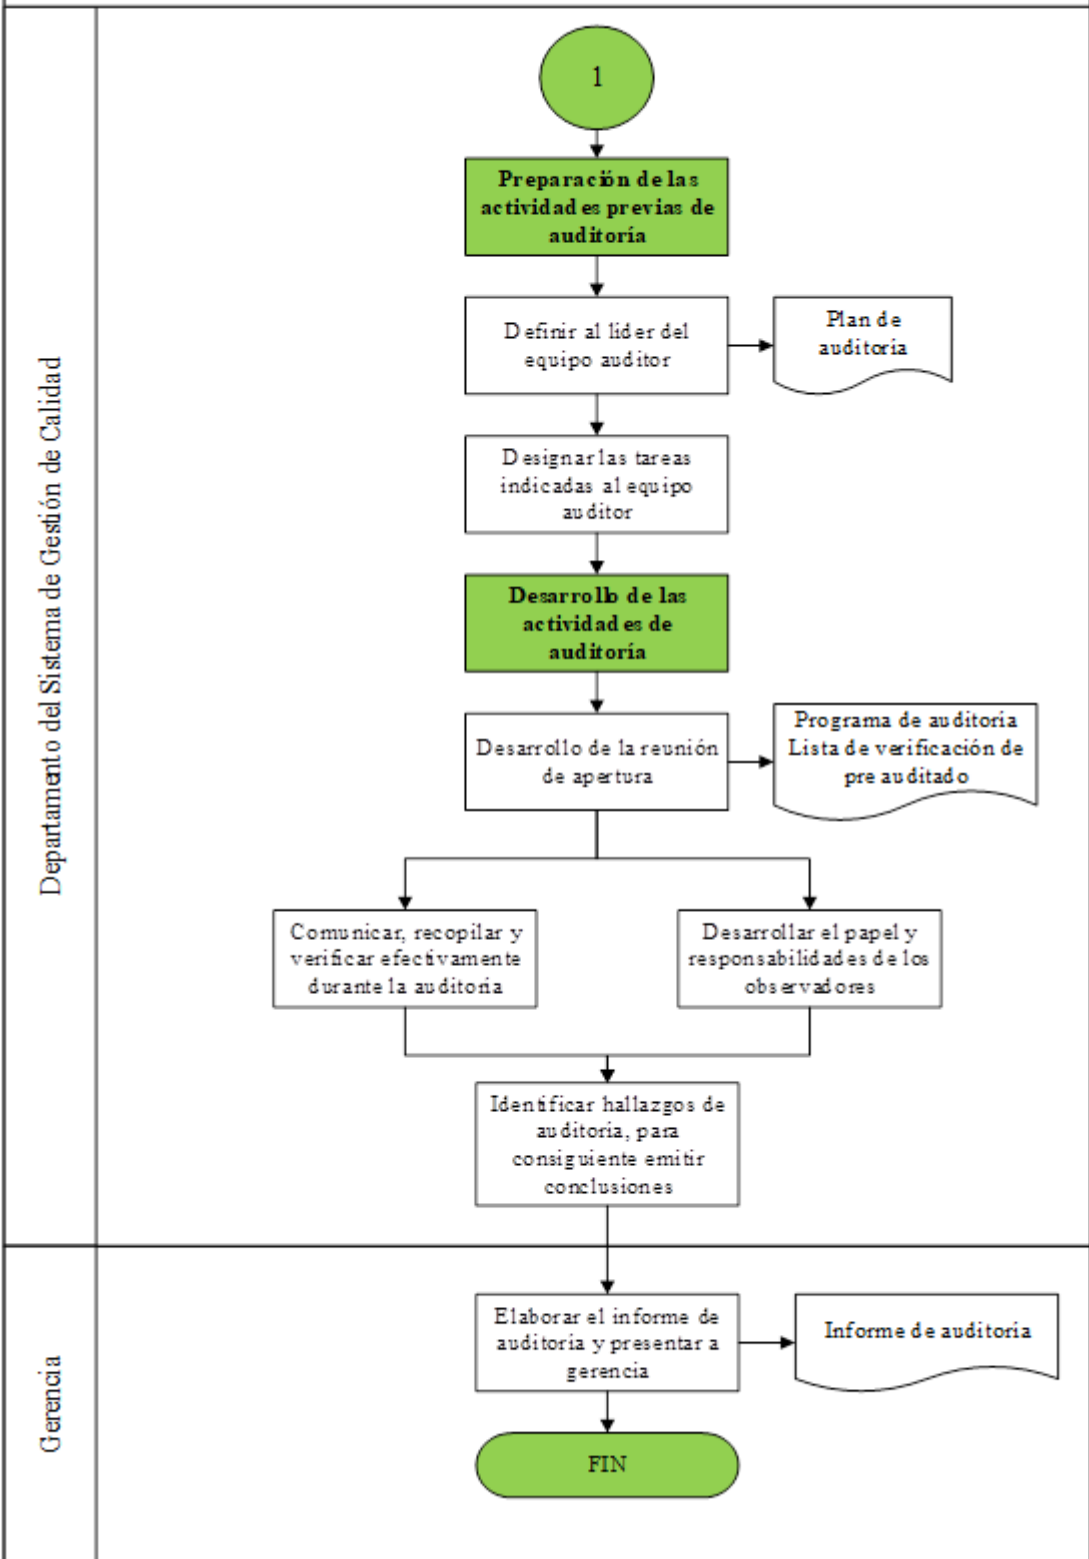 1
Preparación de las
actividades previas de
auditoría
Definir al lider del
equipo auditor
Plan de
auditoria
Designar las tareas
indicadas al equipo
auditor
Desarrollo de las
actividades de
auditoría
Desarrollo de la reunión
de apertura
Programa de auditoria
Lista de verificación de
pre auditado
Comunicar, recopilar y
verificar efectivamente
durante la auditoria
Desarrollar el papel y
responsabilidades de los
observadores
Identificar hallazgos de
auditoria, para
consiguiente emitir
conclusiones
Departamento del Sistema de Gestión de Calidad
Elaborar el informe de
auditoria y presentar a
gerencia
Informe de auditoria
FIN
Gerencia